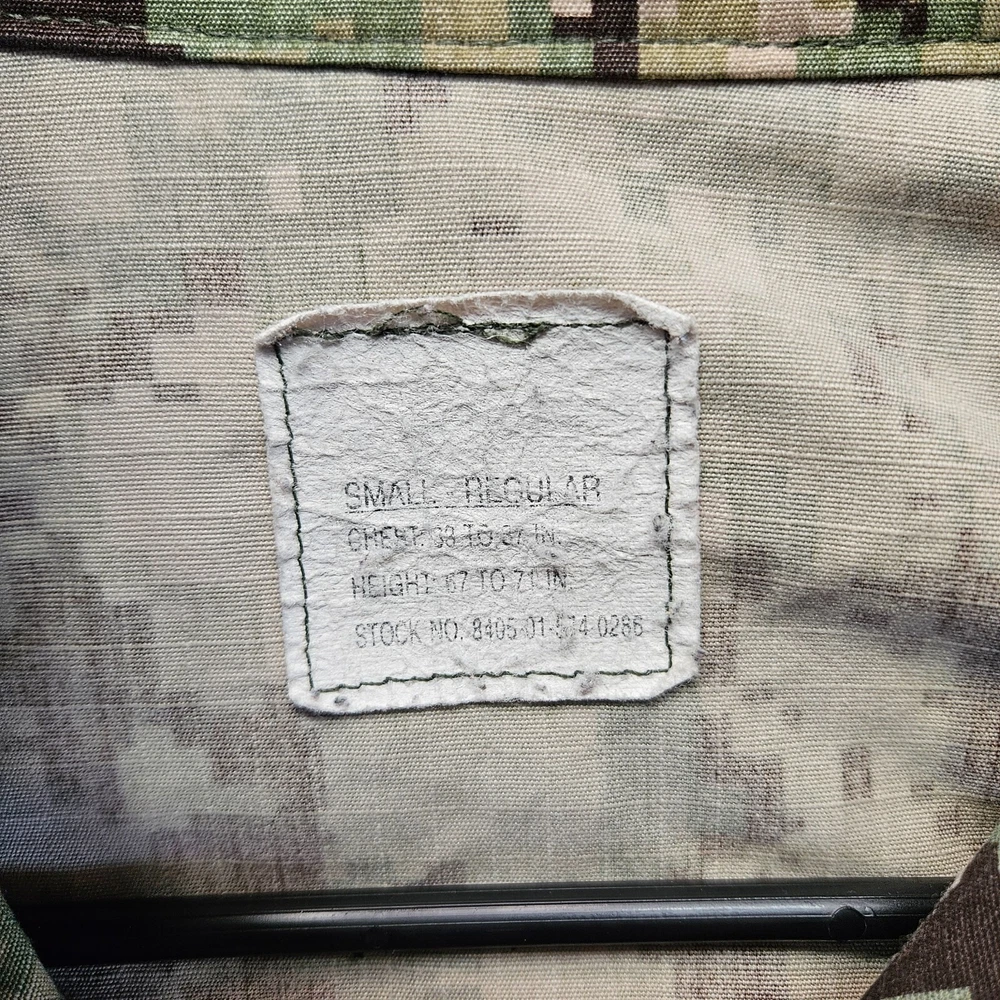 SMALL - REGULAR
CHEST: 33 TO 37 IN.
HEIGHT: 67 TO 71 IN.
STOCK NO. 8405-01-574-0286